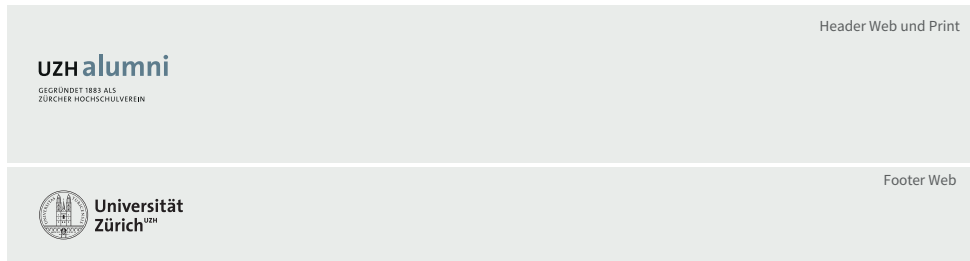 Header Web und Print
UZH alumni
GEGRÜNDET 1883 ALS
ZÜRCHER HOCHSCHULVEREIN
Footer Web
Universität
Zürich UZH